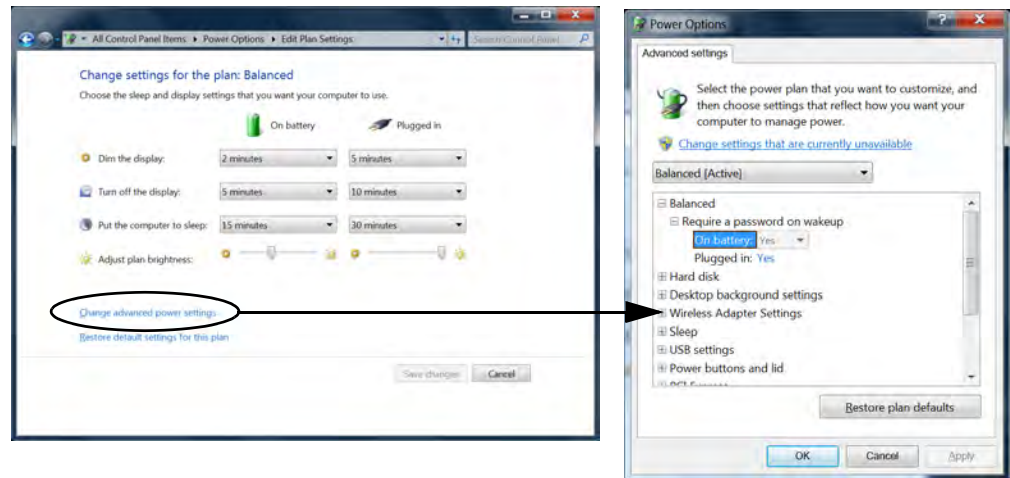 All Control Panel Items ▸ Power Options ▸ Edit Plan Settings
Search Control Panel
Change settings for the plan: Balanced
Choose the sleep and display settings that you want your computer to use.
On battery Plugged in
Dim the display: 2 minutes 5 minutes
Turn off the display: 5 minutes 10 minutes
Put the computer to sleep: 15 minutes 30 minutes
Adjust plan brightness:
Change advanced power settings
Restore default settings for this plan
Save changes Cancel
Power Options
Advanced settings
Select the power plan that you want to customize, and
then choose settings that reflect how you want your
computer to manage power.
Change settings that are currently unavailable
Balanced [Active]
Balanced
Require a password on wakeup
On battery: Yes
Plugged in: Yes
Hard disk
Desktop background settings
Wireless Adapter Settings
Sleep
USB settings
Power buttons and lid
Restore plan defaults
OK Cancel Apply